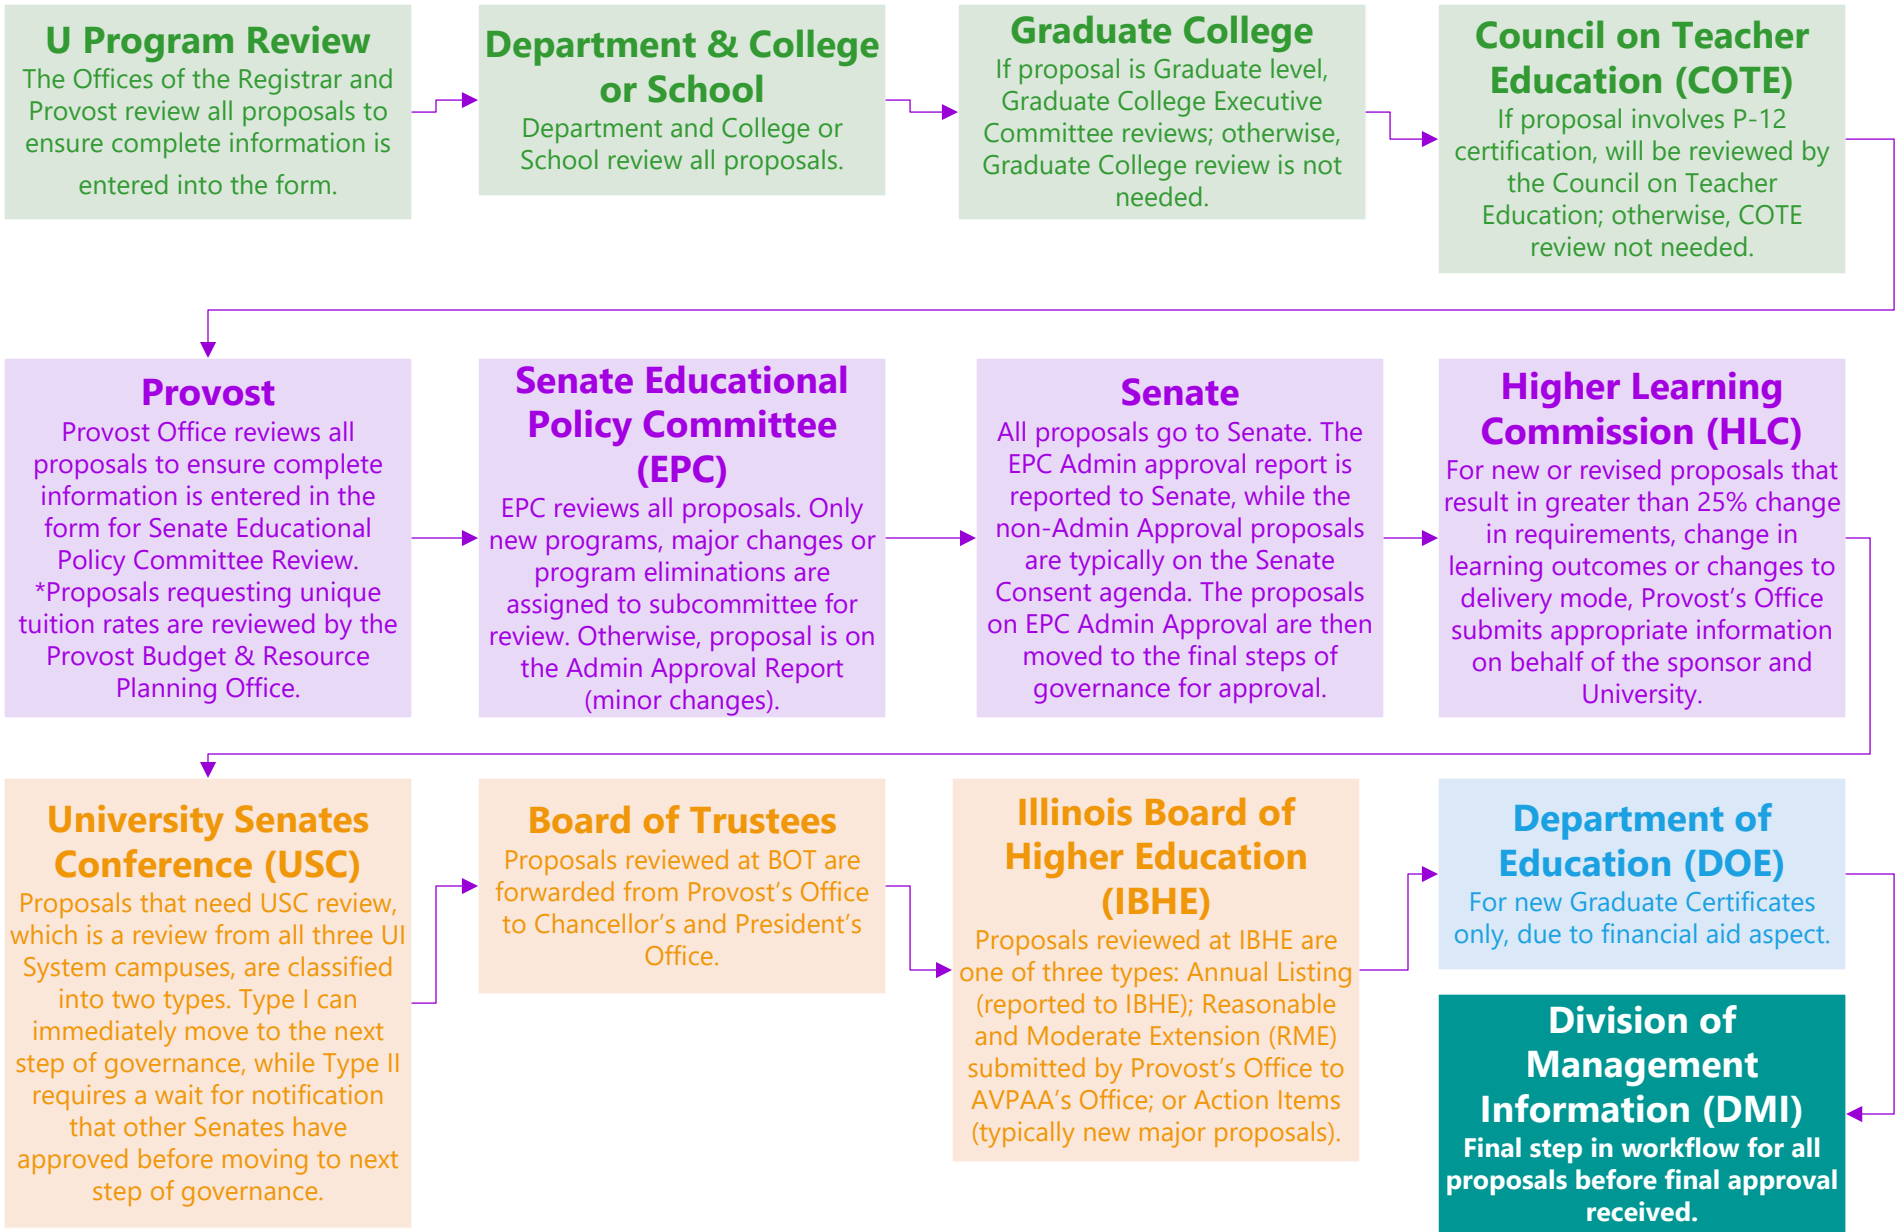 U Program Review
The Offices of the Registrar and
Provost review all proposals to
ensure complete information is
entered into the form.
Department & College
or School
Department and College or
School review all proposals.
Graduate College
If proposal is Graduate level,
Graduate College Executive
Committee reviews; otherwise,
Graduate College review is not
needed.
Council on Teacher
Education (COTE)
If proposal involves P-12
certification, will be reviewed by
the Council on Teacher
Education; otherwise, COTE
review not needed.
Provost
Provost Office reviews all
proposals to ensure complete
information is entered in the
form for Senate Educational
Policy Committee Review.
*Proposals requesting unique
tuition rates are reviewed by the
Provost Budget & Resource
Planning Office.
Senate Educational
Policy Committee
(EPC)
EPC reviews all proposals. Only
new programs, major changes or
program eliminations are
assigned to subcommittee for
review. Otherwise, proposal is on
the Admin Approval Report
(minor changes).
Senate
All proposals go to Senate. The
EPC Admin approval report is
reported to Senate, while the
non-Admin Approval proposals
are typically on the Senate
Consent agenda. The proposals
on EPC Admin Approval are then
moved to the final steps of
governance for approval.
Higher Learning
Commission (HLC)
For new or revised proposals that
result in greater than 25% change
in requirements, change in
learning outcomes or changes to
delivery mode, Provost's Office
submits appropriate information
on behalf of the sponsor and
University.
University Senates
Conference (USC)
Proposals that need USC review,
which is a review from all three UI
System campuses, are classified
into two types. Type I can
immediately move to the next
step of governance, while Type II
requires a wait for notification
that other Senates have
approved before moving to next
step of governance.
Board of Trustees
Proposals reviewed at BOT are
forwarded from Provost's Office
to Chancellor's and President's
Office.
Illinois Board of
Higher Education
(IBHE)
Proposals reviewed at IBHE are
one of three types: Annual Listing
(reported to IBHE); Reasonable
and Moderate Extension (RME)
submitted by Provost's Office to
AVPAA's Office; or Action Items
(typically new major proposals).
Department of
Education (DOE)
For new Graduate Certificates
only, due to financial aid aspect.
Division of
Management
Information (DMI)
Final step in workflow for all
proposals before final approval
received.